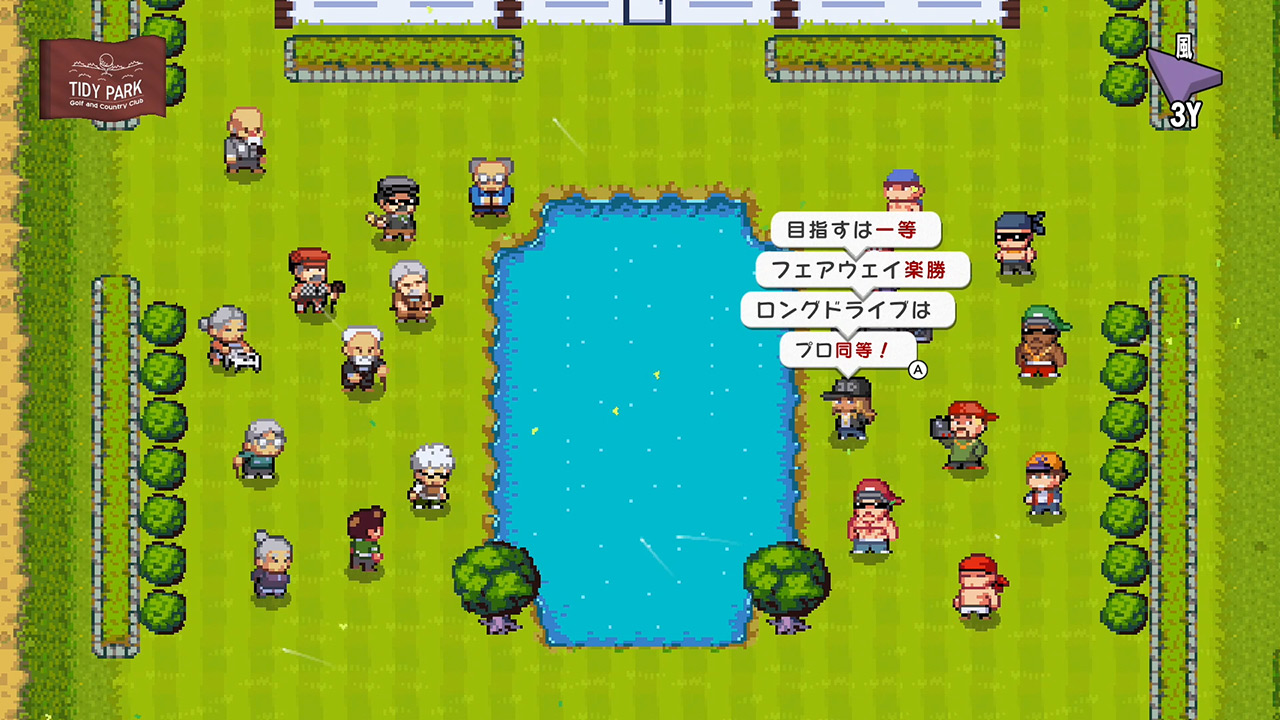 TIDY PARK
Golf and Country Club
風
3Y
目指すは一等
フェアウェイ楽勝
ロングドライブは
プロ同等！
A